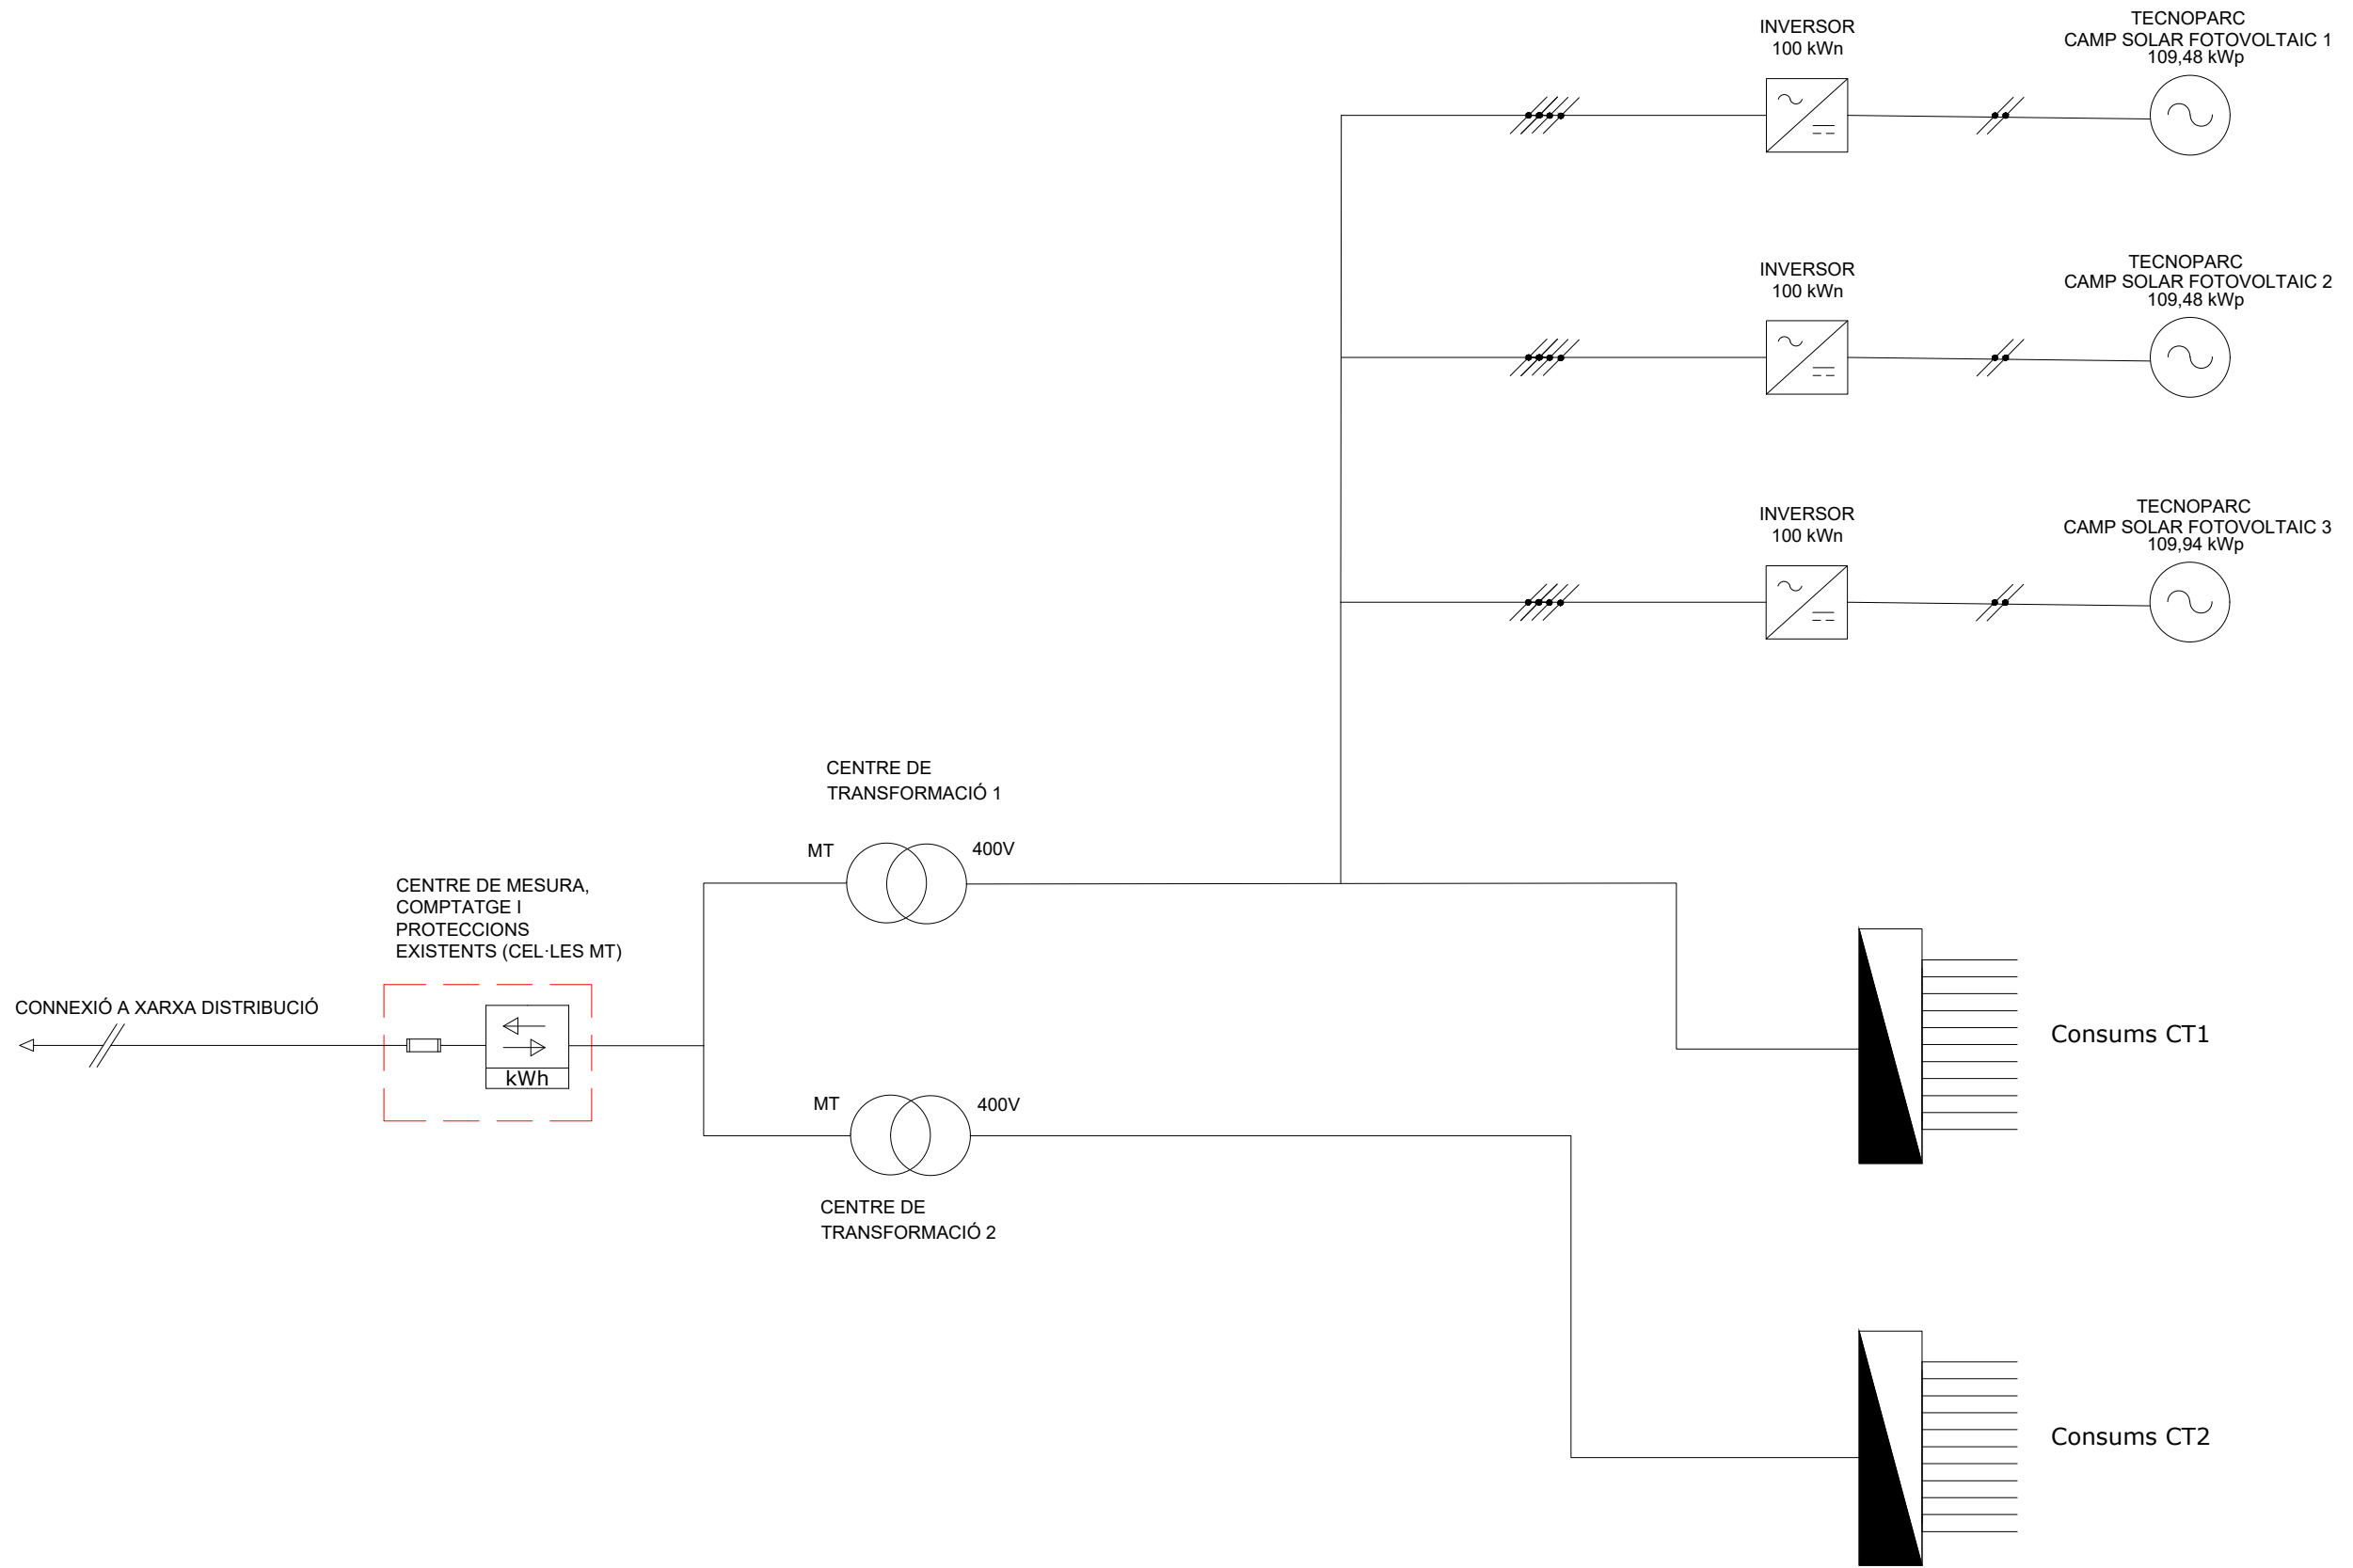 INVERSOR
100 kWn
TECNOPARC
CAMP SOLAR FOTOVOLTAIC 1
109,48 kWp
INVERSOR
100 kWn
TECNOPARC
CAMP SOLAR FOTOVOLTAIC 2
109,48 kWp
INVERSOR
100 kWn
TECNOPARC
CAMP SOLAR FOTOVOLTAIC 3
109,94 kWp
CENTRE DE
TRANSFORMACIÓ 1
MT
400V
CENTRE DE MESURA,
COMPTATGE I
PROTECCIONS
EXISTENTS (CEL·LES MT)
CONNEXIÓ A XARXA DISTRIBUCIÓ
kWh
Consums CT1
MT
400V
CENTRE DE
TRANSFORMACIÓ 2
Consums CT2